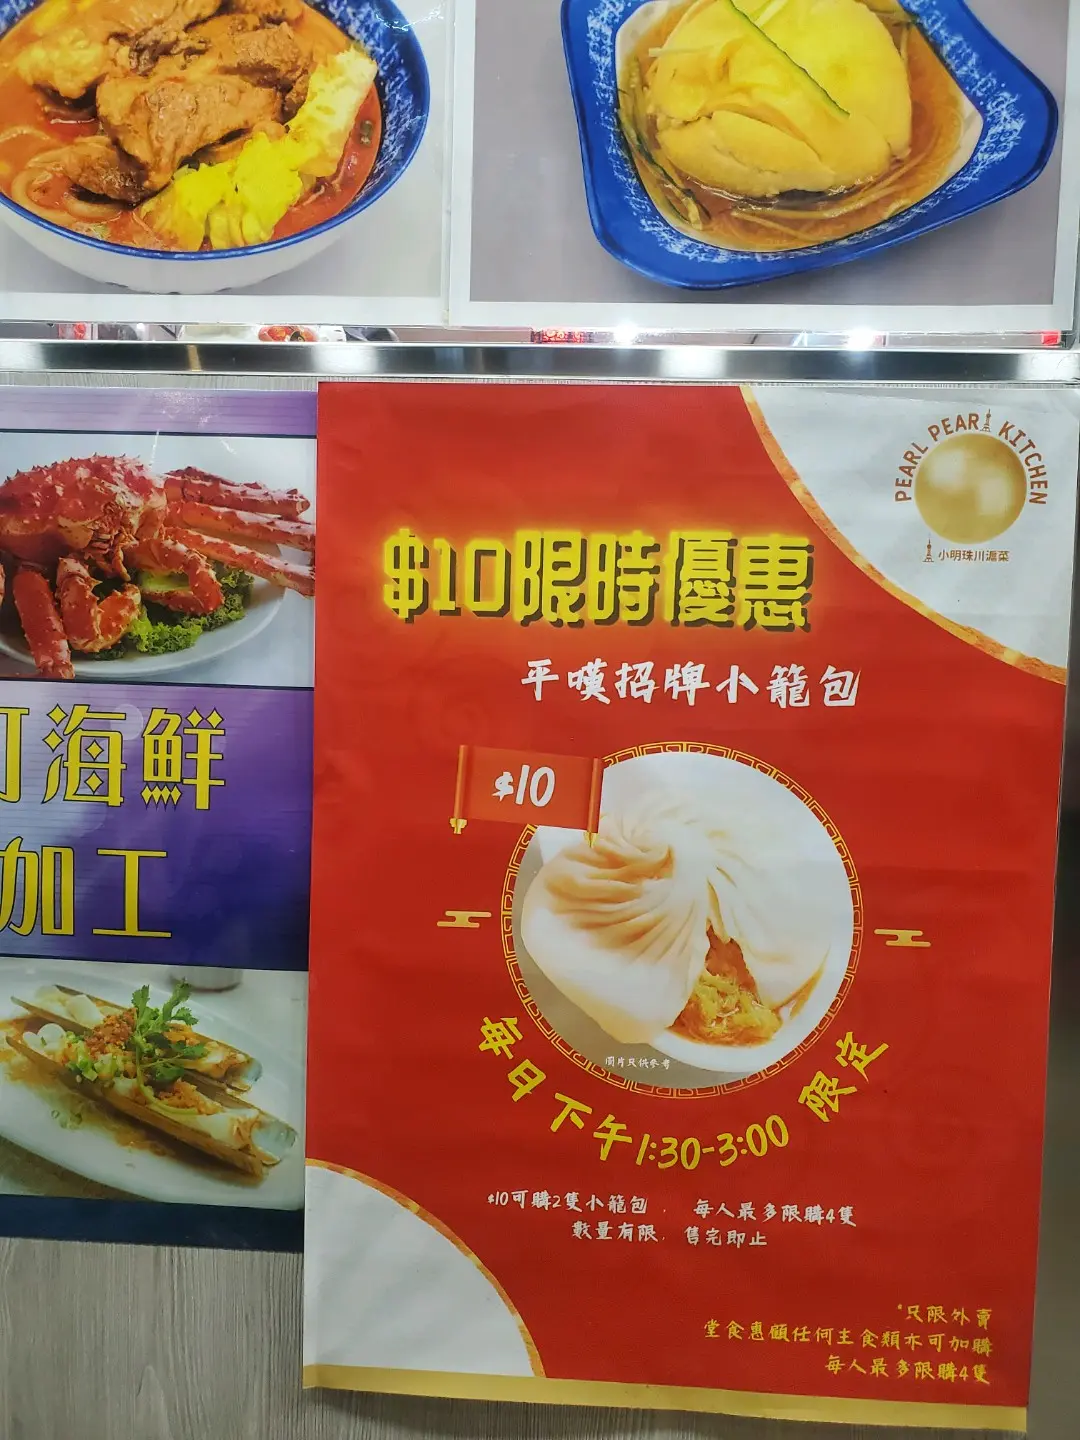 PEARL PEARL KITCHEN
小明珠川滬菜
$10限時優惠
平嘆招牌小籠包
$10
圖片只供參考
每日下午1:30-3:00 限定
$10可購2隻小籠包, 每人最多限購4隻
數量有限, 售完即止
*只限外賣
堂食惠顧任何主食類亦可加購
每人最多限購4隻
海鮮
加工